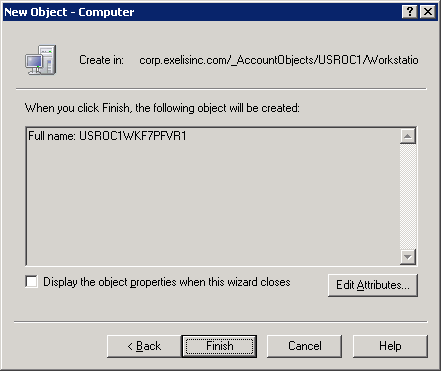 New Object - Computer
Create in: corp.exelisinc.com/_AccountObjects/USROC1/Workstatio
When you click Finish, the following object will be created:
Full name: USROC1WKF7PFVR1
Display the object properties when this wizard closes
Edit Attributes...
< Back Finish Cancel Help